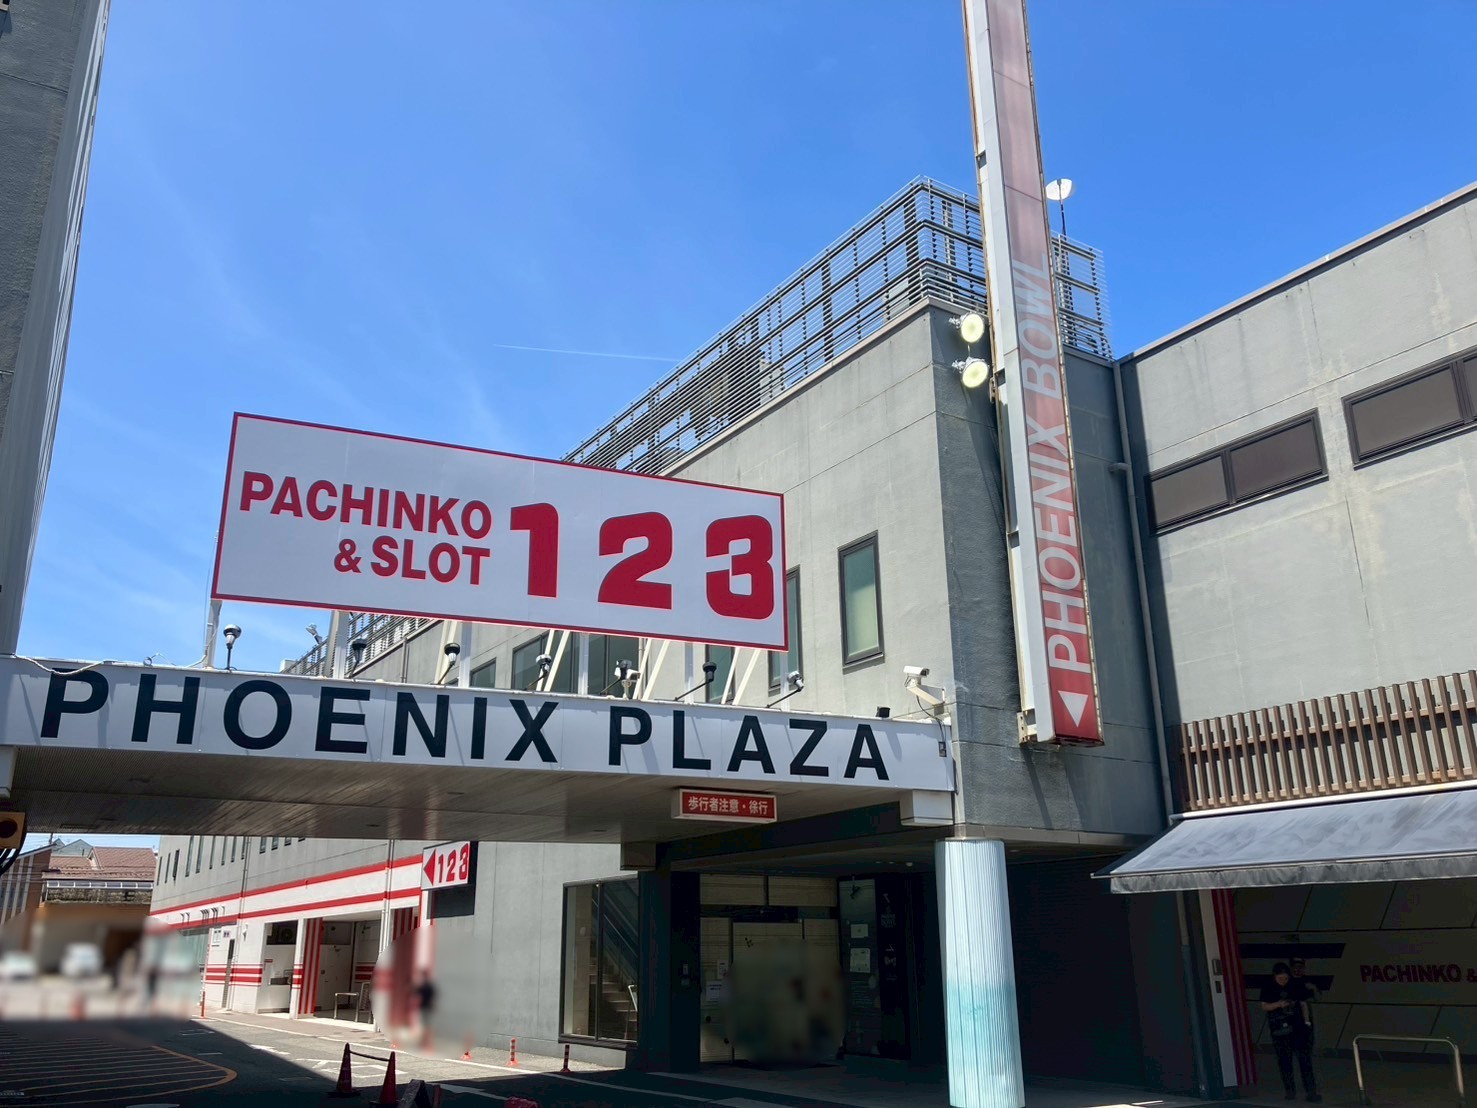 PACHINKO
& SLOT
123
PHOENIX BOWL
PHOENIX PLAZA
歩行者注意・徐行
123
PACHINKO &